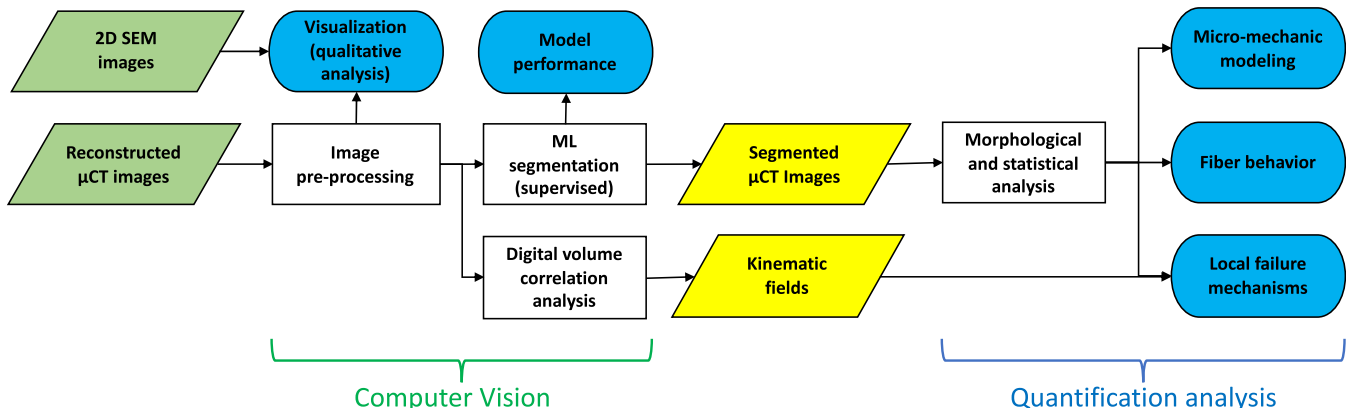 2D SEM
images
Visualization
(qualitative
analysis)
Model
performance
Micro-mechanic
modeling
Reconstructed
µCT images
Image
pre-processing
ML
segmentation
(supervised)
Segmented
µCT Images
Morphological
and statistical
analysis
Fiber behavior
Digital volume
correlation
analysis
Kinematic
fields
Local failure
mechanisms
Computer Vision
Quantification analysis